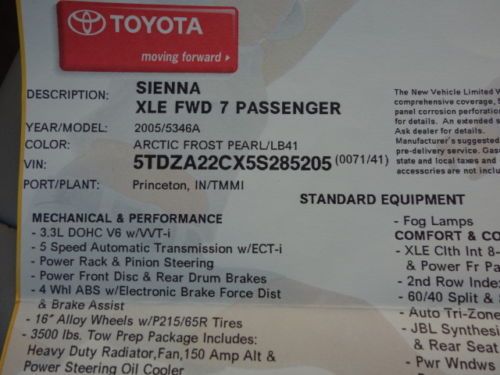 TOYOTA
moving forward
DESCRIPTION: SIENNA
XLE FWD 7 PASSENGER
YEAR/MODEL: 2005/5346A
COLOR: ARCTIC FROST PEARL/LB41
VIN: 5TDZA22CX5S285205 (0071/41)
PORT/PLANT: Princeton, IN/TMMI
The New Vehicle Limited W
comprehensive coverage,
panel corrosion perforatio
for details. An extended s
Ask dealer for details.
Manufacturer's suggested
pre-delivery service. Gas
state and local taxes and
accessories are not inclu
STANDARD EQUIPMENT
MECHANICAL & PERFORMANCE
- 3.3L DOHC V6 w/VVT-i
- 5 Speed Automatic Transmission w/ECT-i
- Power Rack & Pinion Steering
- Power Front Disc & Rear Drum Brakes
- 4 Whl ABS w/Electronic Brake Force Dist
& Brake Assist
- 16" Alloy Wheels w/P215/65R Tires
- 3500 lbs. Tow Prep Package Includes:
Heavy Duty Radiator,Fan,150 Amp Alt &
Power Steering Oil Cooler
- Fog Lamps
COMFORT & CO
- XLE Clth Int 8-
& Power Fr Pa
- 2nd Row Index
- 60/40 Split &
- Auto Tri-Zone
- JBL Synthesi
& Rear Seat
- Pwr Wndws